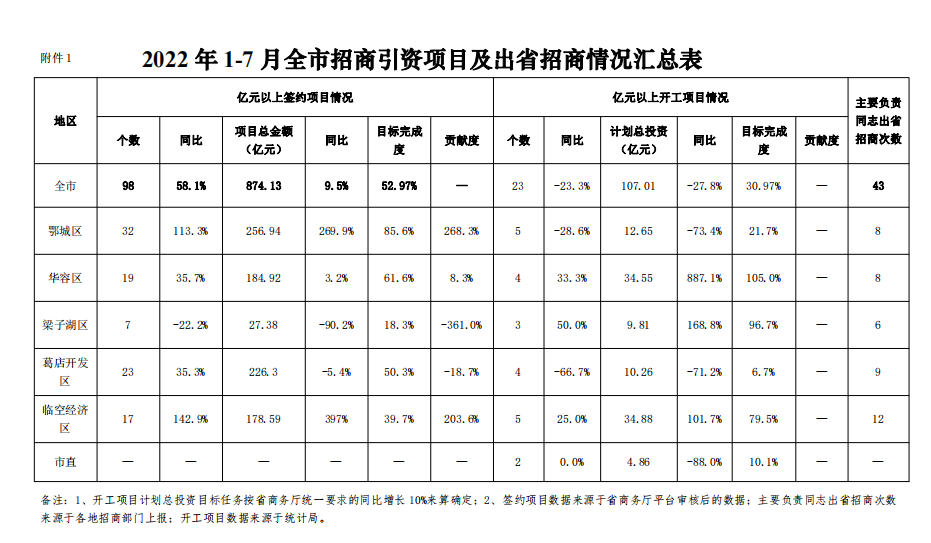 附件1
2022年1-7月全市招商引资项目及出省招商情况汇总表
地区 亿元以上签约项目情况 亿元以上开工项目情况 主要负责同志出省招商次数
个数 同比 项目总金额（亿元） 同比 目标完成度 贡献度 个数 同比 计划总投资（亿元） 同比 目标完成度 贡献度
全市 98 58.1% 874.13 9.5% 52.97% — 23 -23.3% 107.01 -27.8% 30.97% — 43
鄂城区 32 113.3% 256.94 269.9% 85.6% 268.3% 5 -28.6% 12.65 -73.4% 21.7% — 8
华容区 19 35.7% 184.92 3.2% 61.6% 8.3% 4 33.3% 34.55 887.1% 105.0% — 8
梁子湖区 7 -22.2% 27.38 -90.2% 18.3% -361.0% 3 50.0% 9.81 168.8% 96.7% — 6
葛店开发区 23 35.3% 226.3 -5.4% 50.3% -18.7% 4 -66.7% 10.26 -71.2% 6.7% — 9
临空经济区 17 142.9% 178.59 397% 39.7% 203.6% 5 25.0% 34.88 101.7% 79.5% — 12
市直 — — — — — — 2 0.0% 4.86 -88.0% 10.1% — —
备注：1、开工项目计划总投资目标任务按省商务厅统一要求的同比增长10%来算确定；2、签约项目数据来源于省商务厅平台审核后的数据；主要负责同志出省招商次数
来源于各地招商部门上报；开工项目数据来源于统计局。